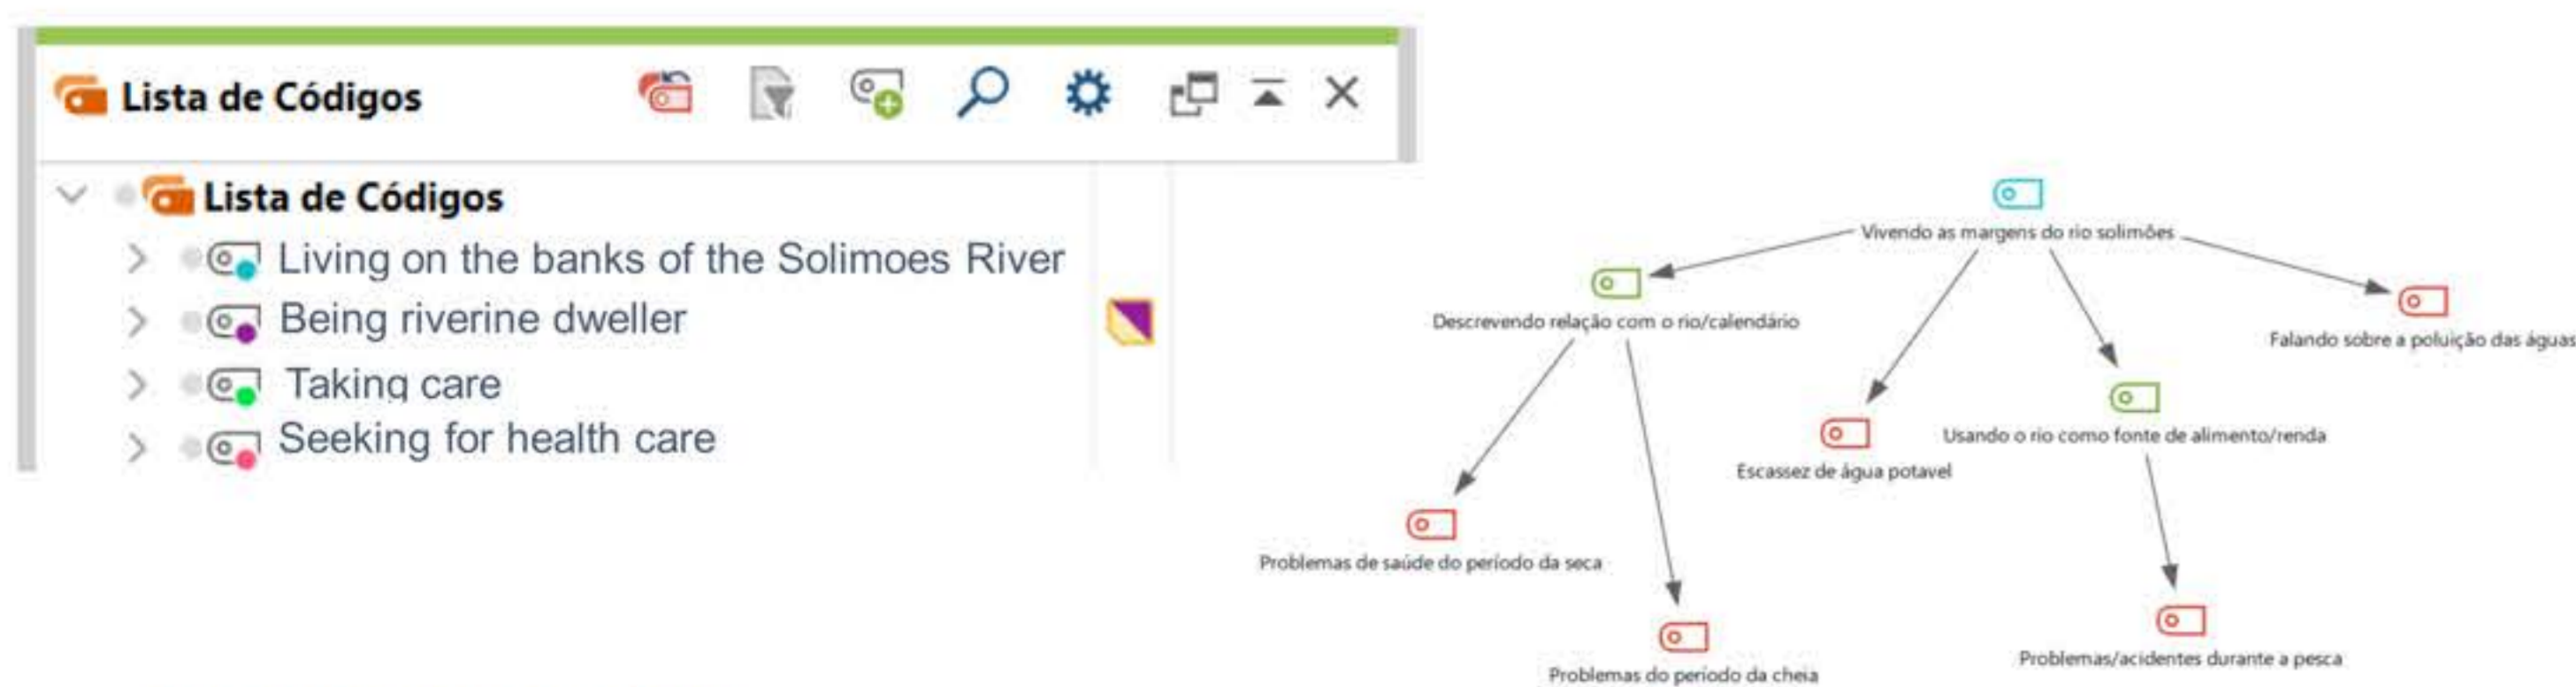 Lista de Códigos
Lista de Códigos
Living on the banks of the Solimoes River
Being riverine dweller
Taking care
Seeking for health care
Vivendo as margens do rio solimões
Descrevendo relação com o rio/calendário
Falando sobre a poluição das águas
Usando o rio como fonte de alimento/renda
Escassez de água potavel
Problemas de saúde do período da seca
Problemas/acidentes durante a pesca
Problemas do período da cheia